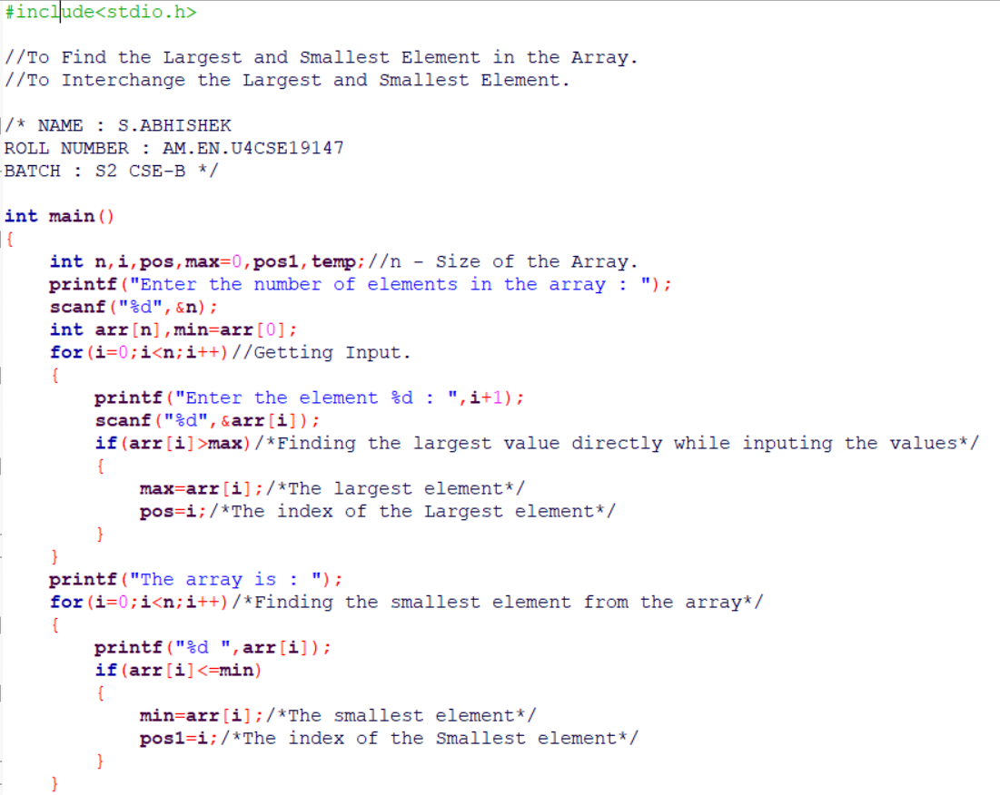 #include<stdio.h>
//To Find the Largest and Smallest Element in the Array.
//To Interchange the Largest and Smallest Element.
/* NAME : S.ABHISHEK
ROLL NUMBER : AM.EN.U4CSE19147
BATCH : S2 CSE-B */
int main()
{
    int n,i,pos,max=0,pos1,temp;//n - Size of the Array.
    printf("Enter the number of elements in the array : ");
    scanf("%d",&n);
    int arr[n],min=arr[0];
    for(i=0;i<n;i++)//Getting Input.
    {
        printf("Enter the element %d : ",i+1);
        scanf("%d",&arr[i]);
        if(arr[i]>max)/*Finding the largest value directly while inputing the values*/
        {
            max=arr[i];/*The largest element*/
            pos=i;/*The index of the Largest element*/
        }
    }
    printf("The array is : ");
    for(i=0;i<n;i++)/*Finding the smallest element from the array*/
    {
        printf("%d ",arr[i]);
        if(arr[i]<=min)
        {
            min=arr[i];/*The smallest element*/
            pos1=i;/*The index of the Smallest element*/
        }
    }